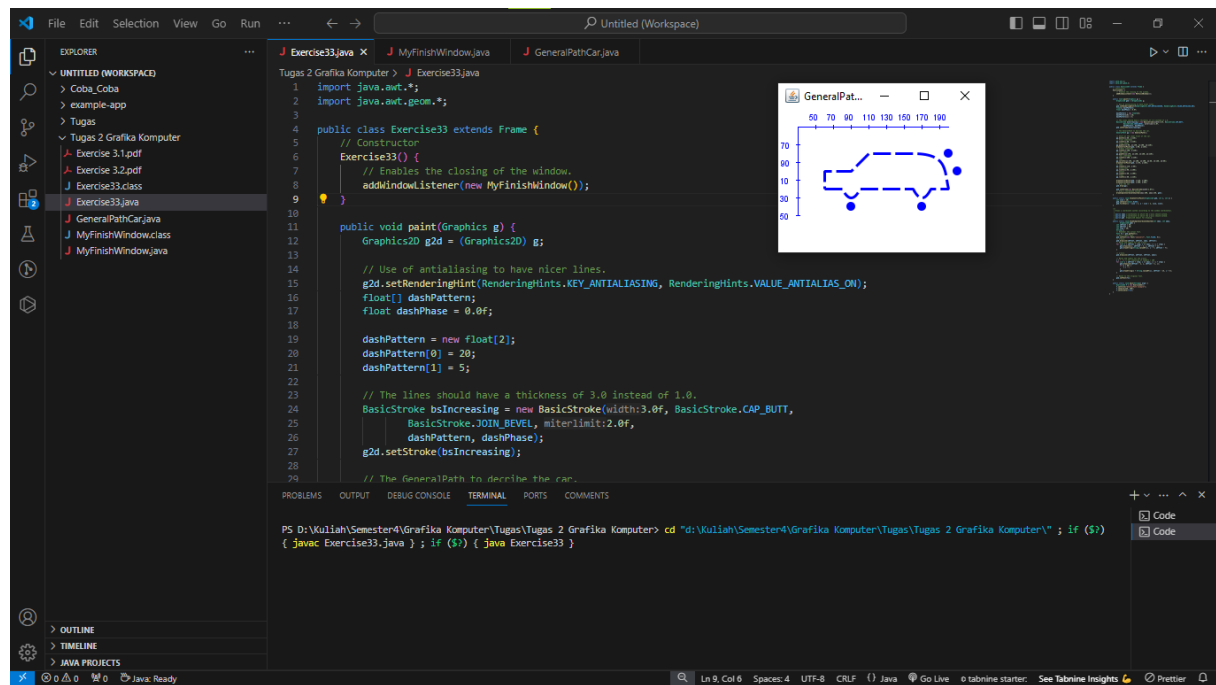 File Edit Selection View Go Run ... Untitled (Workspace)
EXPLORER ...
UNTITLED (WORKSPACE)
Coba_Coba
example-app
Tugas
Tugas 2 Grafika Komputer
Exercise 3.1.pdf
Exercise 3.2.pdf
J Exercise33.class
J Exercise33.java
J GeneralPathCar.java
J MyFinishWindow.class
J MyFinishWindow.java
2
J Exercise33.java J MyFinishWindow.java J GeneralPathCar.java
Tugas 2 Grafika Komputer > J Exercise33.java
1 import java.awt.*;
2 import java.awt.geom.*;
3
4 public class Exercise33 extends Frame {
5 // Constructor
6 Exercise33() {
7 // Enables the closing of the window.
8 addWindowListener(new MyFinishWindow());
9 }
10
11 public void paint(Graphics g) {
12 Graphics2D g2d = (Graphics2D) g;
13
14 // Use of antialiasing to have nicer lines.
15 g2d.setRenderingHint(RenderingHints.KEY_ANTIALIASING, RenderingHints.VALUE_ANTIALIAS_ON);
16 float[] dashPattern;
17 float dashPhase = 0.0f;
18
19 dashPattern = new float[2];
20 dashPattern[0] = 20;
21 dashPattern[1] = 5;
22
23 // The lines should have a thickness of 3.0 instead of 1.0.
24 BasicStroke bsIncreasing = new BasicStroke(width:3.0f, BasicStroke.CAP_BUTT,
25 BasicStroke.JOIN_BEVEL, miterlimit:2.0f,
26 dashPattern, dashPhase);
27 g2d.setStroke(bsIncreasing);
28
29 // The GeneralPath to decribe the car.
GeneralPat...
50 70 90 110 130 150 170 190
70
90
10
30
50
PROBLEMS OUTPUT DEBUG CONSOLE TERMINAL PORTS COMMENTS
PS D:\Kuliah\Semester4\Grafika Komputer\Tugas\Tugas 2 Grafika Komputer> cd "d:\Kuliah\Semester4\Grafika Komputer\Tugas\Tugas 2 Grafika Komputer\" ; if ($?)
{ javac Exercise33.java } ; if ($?) { java Exercise33 }
Code
Code
OUTLINE
TIMELINE
JAVA PROJECTS
0 0 0 Java: Ready Ln 9, Col 6 Spaces: 4 UTF-8 CRLF {} Java Go Live tabnine starter: See Tabnine Insights Prettier